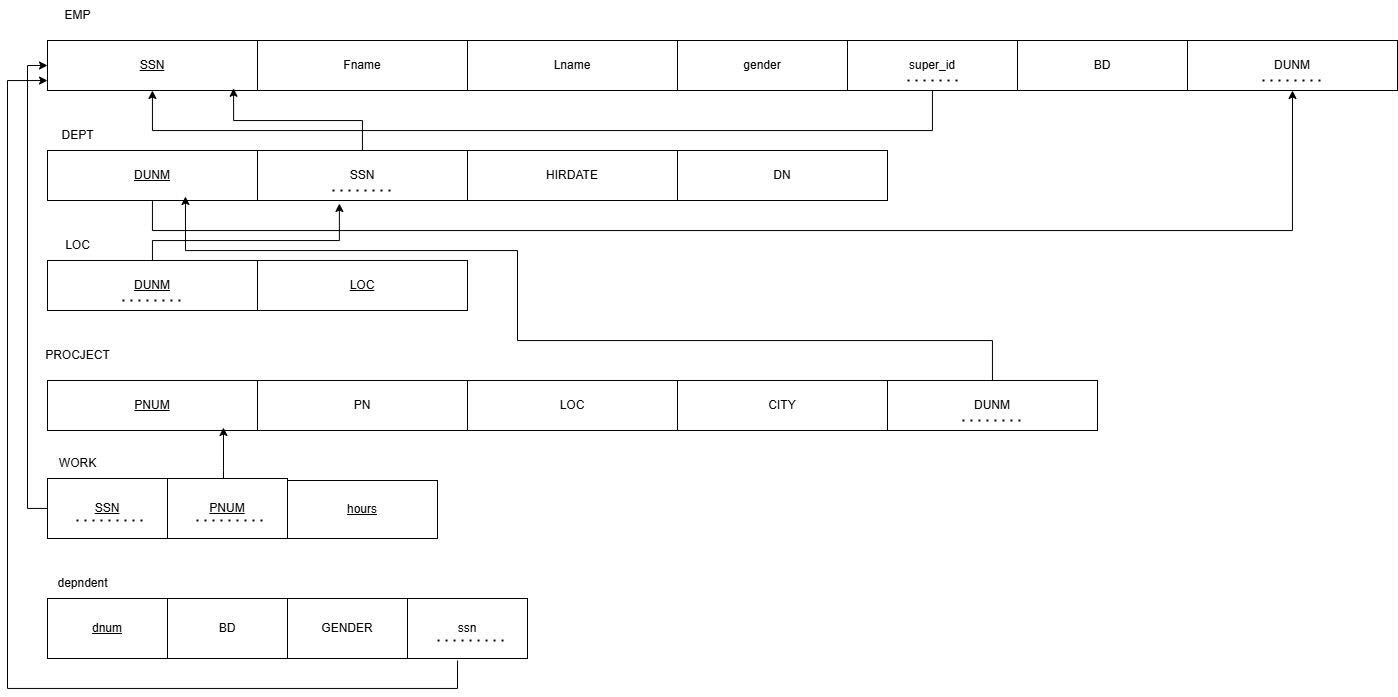 EMP
SSN Fname Lname gender super_id BD DUNM
DEPT
DUNM SSN HIRDATE DN
LOC
DUNM LOC
PROCJECT
PNUM PN LOC CITY DUNM
WORK
SSN PNUM hours
depndent
dnum BD GENDER ssn